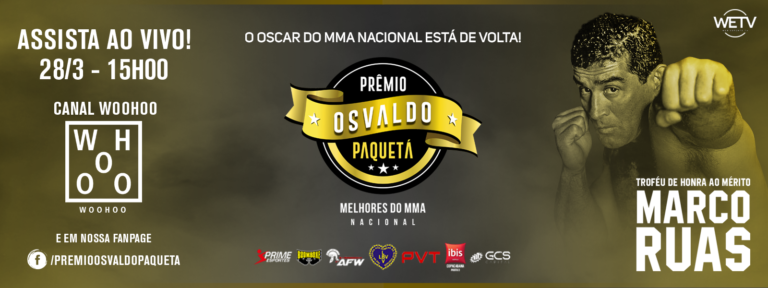 ASSISTA AO VIVO!
28/3 - 15H00
CANAL WOOHOO
W H
O
O O
WOOHOO
E EM NOSSA FANPAGE
f /PREMIOOSVALDOPAQUETA
O OSCAR DO MMA NACIONAL ESTÁ DE VOLTA!
PRÊMIO
OSVALDO
PAQUETÁ
MELHORES DO MMA
NACIONAL
PRIME
ESPORTES
AFW
PVT
ibis
GCS
WETV
TROFÉU DE HONRA AO MÉRITO
MARCO
RUAS